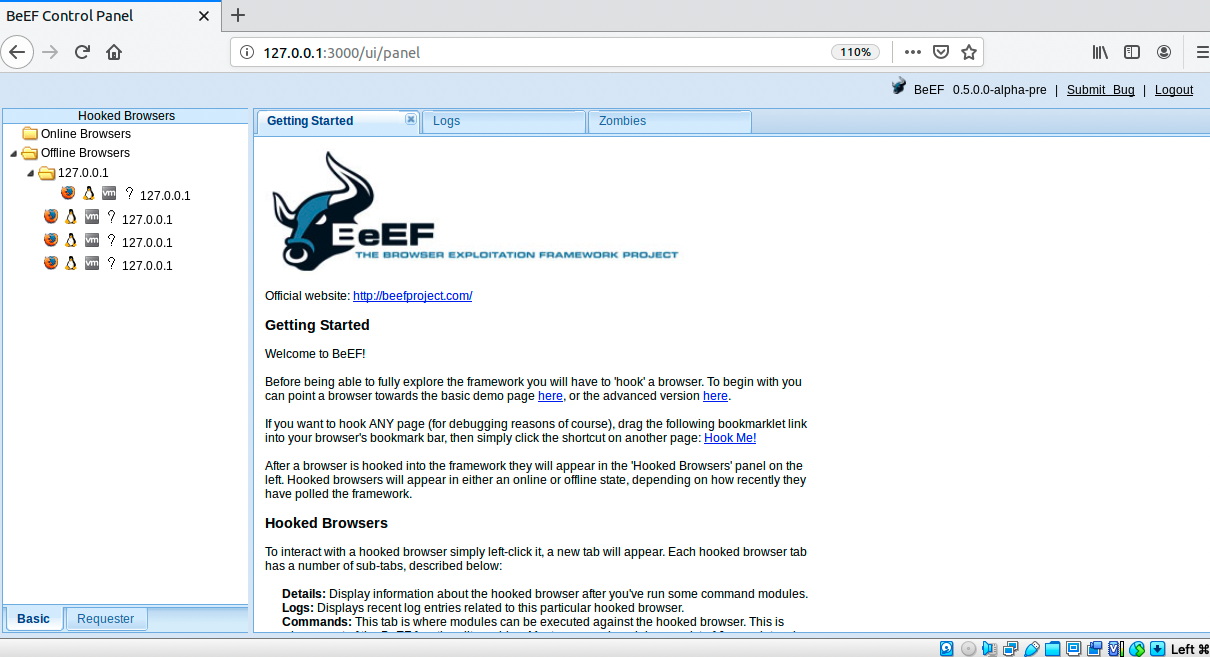 BeEF Control Panel
127.0.0.1:3000/ui/panel
110%
BeEF 0.5.0.0-alpha-pre | Submit Bug | Logout
Hooked Browsers
Online Browsers
Offline Browsers
127.0.0.1
vm ? 127.0.0.1
vm ? 127.0.0.1
vm ? 127.0.0.1
vm ? 127.0.0.1
Basic
Requester
Getting Started
Logs
Zombies
BeEF
THE BROWSER EXPLOITATION FRAMEWORK PROJECT
Official website: http://beefproject.com/
Getting Started
Welcome to BeEF!
Before being able to fully explore the framework you will have to 'hook' a browser. To begin with you
can point a browser towards the basic demo page here, or the advanced version here.
If you want to hook ANY page (for debugging reasons of course), drag the following bookmarklet link
into your browser's bookmark bar, then simply click the shortcut on another page: Hook Me!
After a browser is hooked into the framework they will appear in the 'Hooked Browsers' panel on the
left. Hooked browsers will appear in either an online or offline state, depending on how recently they
have polled the framework.
Hooked Browsers
To interact with a hooked browser simply left-click it, a new tab will appear. Each hooked browser tab
has a number of sub-tabs, described below:
Details: Display information about the hooked browser after you've run some command modules.
Logs: Displays recent log entries related to this particular hooked browser.
Commands: This tab is where modules can be executed against the hooked browser. This is
Left ⌘